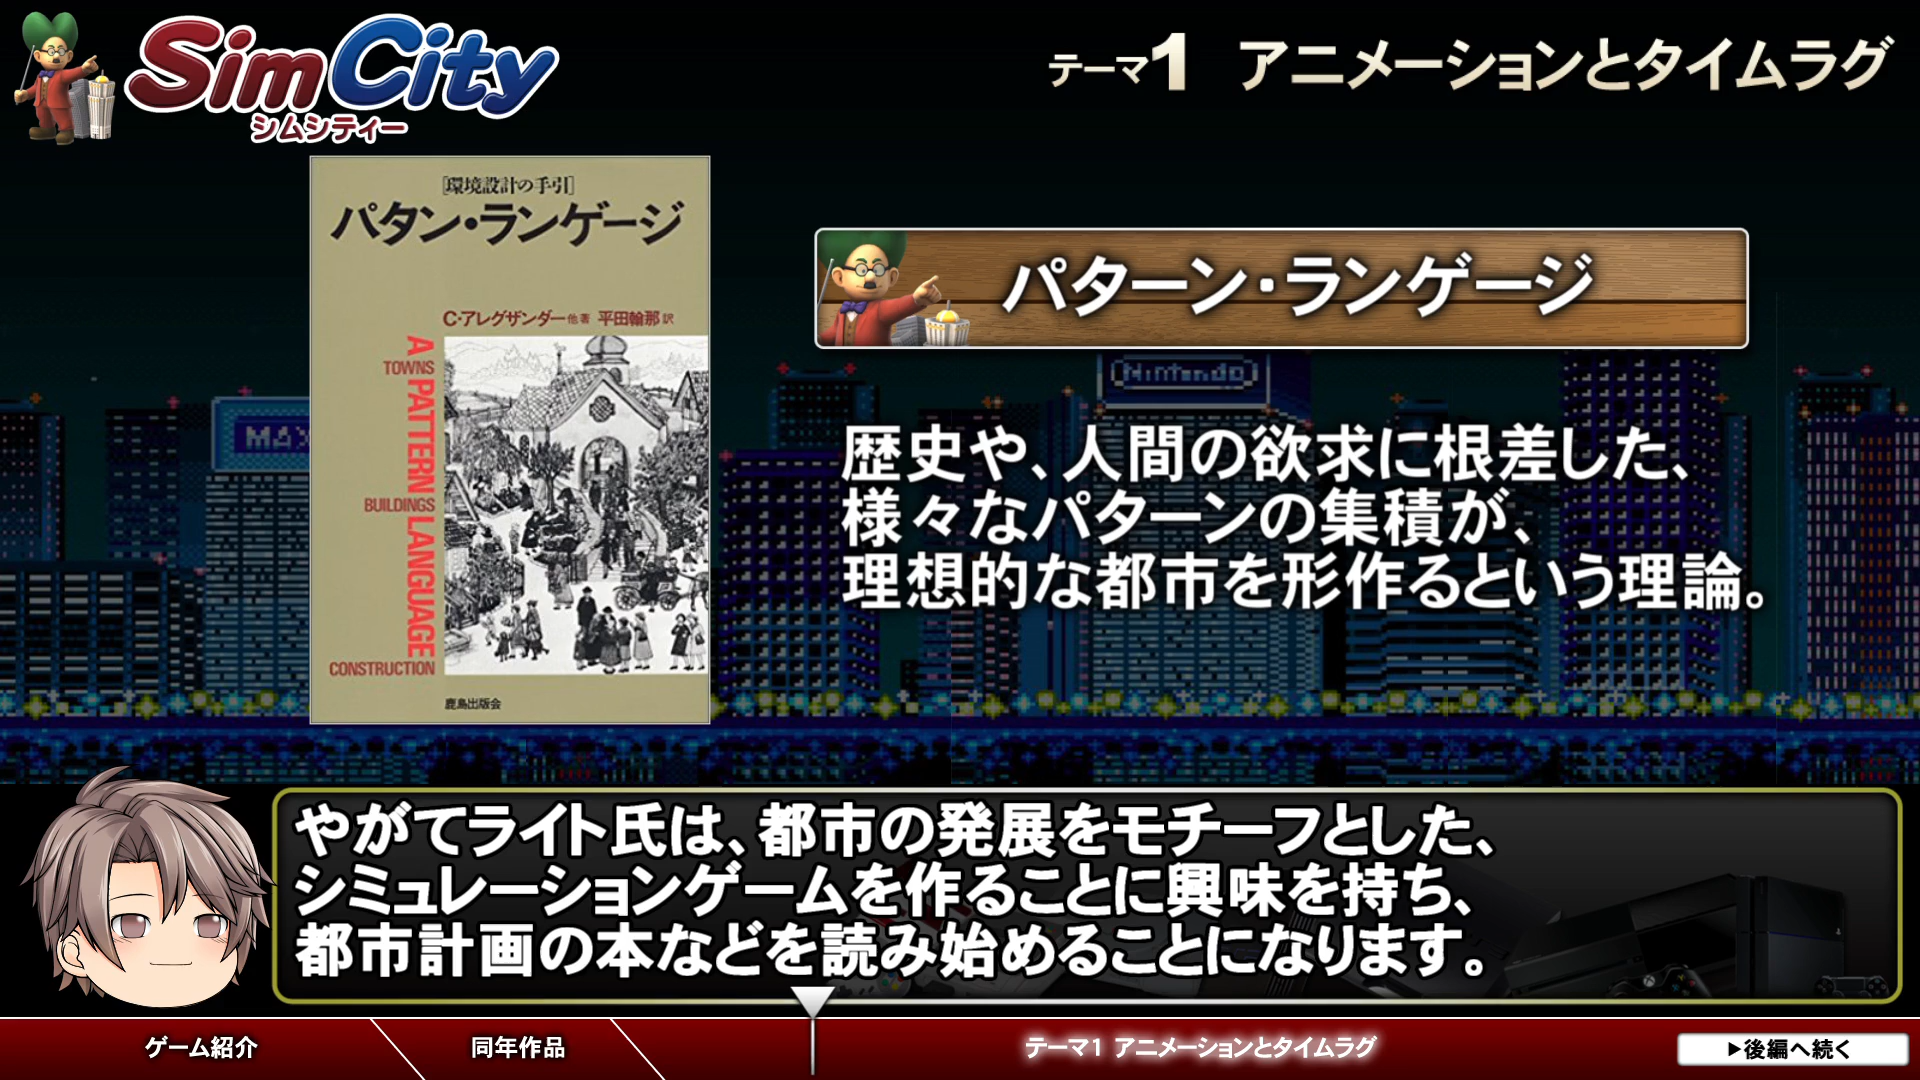 SimCity
シムシティー
テーマ1 アニメーションとタイムラグ
[環境設計の手引]
パタン・ランゲージ
C・アレグザンダー他著 平田翰那訳
A PATTERN LANGUAGE
TOWNS
BUILDINGS
CONSTRUCTION
鹿島出版会
パターン・ランゲージ
MAX
Nintendo
歴史や、人間の欲求に根差した、
様々なパターンの集積が、
理想的な都市を形作るという理論。
やがてライト氏は、都市の発展をモチーフとした、
シミュレーションゲームを作ることに興味を持ち、
都市計画の本などを読み始めることになります。
ゲーム紹介
同年作品
テーマ1 アニメーションとタイムラグ
▶後編へ続く